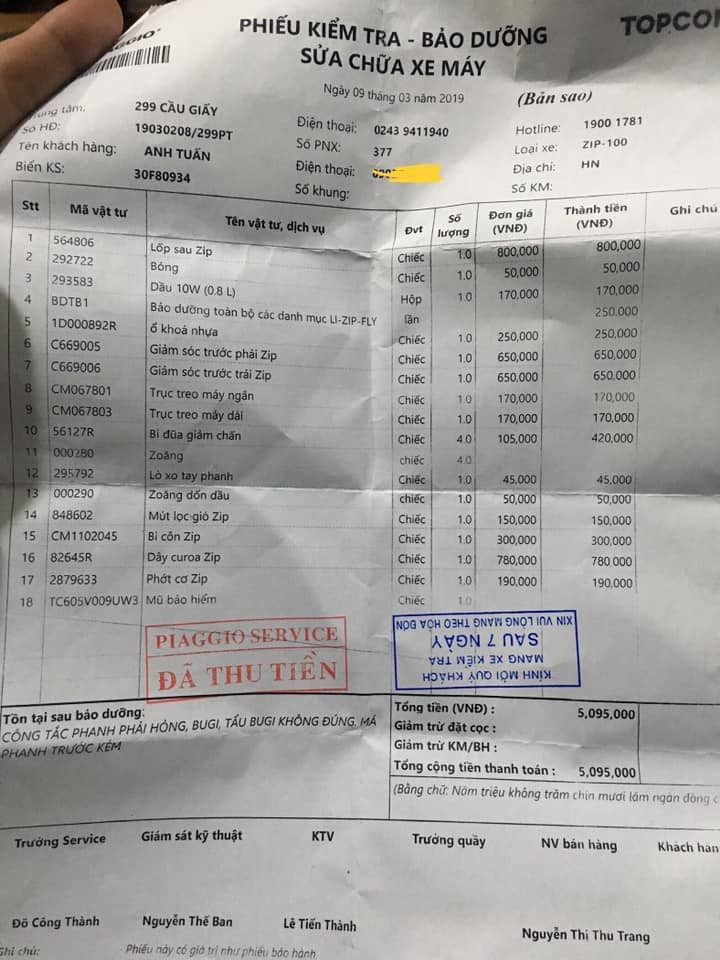 PIAGGIO®
PHIẾU KIỂM TRA - BẢO DƯỠNG
SỬA CHỮA XE MÁY
TOPCOM
Ngày 09 tháng 03 năm 2019
(Bản sao)
Trung tâm: 299 CẦU GIẤY
Điện thoại: 0243 9411940
Hotline: 1900 1781
Số HĐ: 19030208/299PT
Số PNX: 377
Loại xe: ZIP-100
Tên khách hàng: ANH TUẤN
Điện thoại:
Địa chỉ: HN
Biển KS: 30F80934
Số khung:
Số KM:
Stt Mã vật tư Tên vật tư, dịch vụ Đvt Số lượng Đơn giá (VNĐ) Thành tiền (VNĐ) Ghi chú
1 564806 Lốp sau Zip Chiếc 1.0 800,000 800,000
2 292722 Bóng Chiếc 1.0 50,000 50,000
3 293583 Dầu 10W (0.8 L) Hộp 1.0 170,000 170,000
4 BDTB1 Bảo dưỡng toàn bộ các danh mục LI-ZIP-FLY lần 250.000
5 1D000892R ổ khoá nhựa Chiếc 1.0 250,000 250,000
6 C669005 Giảm sóc trước phải Zip Chiếc 1.0 650,000 650,000
7 C669006 Giảm sóc trước trái Zip Chiếc 1.0 650,000 650,000
8 CM067801 Trục treo máy ngắn Chiếc 1.0 170,000 170,000
9 CM067803 Trục treo máy dài Chiếc 1.0 170,000 170,000
10 56127R Bi đũa giảm chấn Chiếc 4.0 105,000 420,000
11 000280 Zoăng chiếc 4.0
12 295792 Lò xo tay phanh Chiếc 1.0 45,000 45,000
13 000290 Zoăng dốn dầu Chiếc 1.0 50,000 50,000
14 848602 Mút lọc gió Zip Chiếc 1.0 150,000 150,000
15 CM1102045 Bi côn Zip Chiếc 1.0 300,000 300,000
16 82645R Dây curoa Zip Chiếc 1.0 780,000 780,000
17 2879633 Phớt cơ Zip Chiếc 1.0 190,000 190,000
18 TC605V009UW3 Mũ bảo hiểm Chiếc 1.0
PIAGGIO SERVICE
ĐÃ THU TIỀN
KÍNH MỜI QUÝ KHÁCH
MANG XE KIỂM TRA
SAU 7 NGÀY
XIN VUI LÒNG MANG THEO HÓA ĐƠN
Tồn tại sau bảo dưỡng:
CÔNG TẮC PHANH PHẢI HỎNG, BUGI, TẨU BUGI KHÔNG ĐÚNG, MÁ
PHANH TRƯỚC KÉM
Tổng tiền (VNĐ) : 5,095,000
Giảm trừ đặt cọc :
Giảm trừ KM/BH :
Tổng cộng tiền thanh toán : 5,095,000
(Bằng chữ: Năm triệu không trăm chín mươi lăm ngàn đồng
Trưởng Service Giám sát kỹ thuật KTV Trưởng quầy NV bán hàng Khách hàn
Đỗ Công Thành Nguyễn Thế Ban Lê Tiến Thành Nguyễn Thị Thu Trang
Ghi chú: Phiếu này có giá trị như phiếu bảo hành